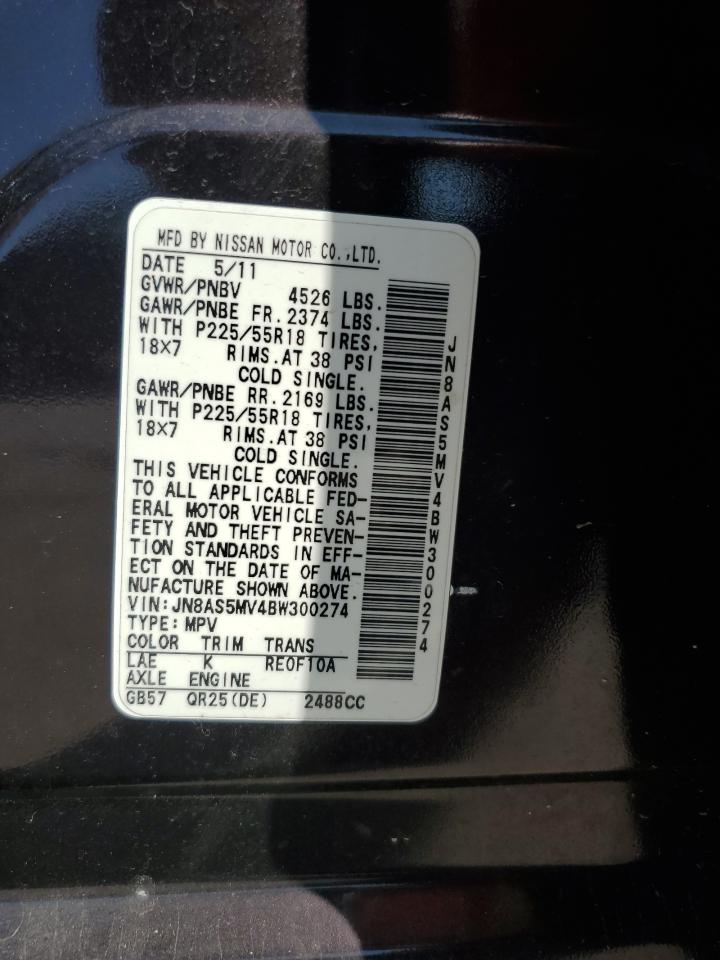 MFD BY NISSAN MOTOR CO.,LTD.
DATE 5/11
GVWR/PNBV 4526 LBS.
GAWR/PNBE FR. 2374 LBS.
WITH P225/55R18 TIRES,
18X7 RIMS.AT 38 PSI
COLD SINGLE.
GAWR/PNBE RR. 2169 LBS.
WITH P225/55R18 TIRES,
18X7 RIMS.AT 38 PSI
COLD SINGLE.
THIS VEHICLE CONFORMS
TO ALL APPLICABLE FED-
ERAL MOTOR VEHICLE SA-
FETY AND THEFT PREVEN-
TION STANDARDS IN EFF-
ECT ON THE DATE OF MA-
NUFACTURE SHOWN ABOVE.
VIN:JN8AS5MV4BW300274
TYPE:MPV
COLOR TRIM TRANS
LAE K RE0F10A
AXLE ENGINE
GB57 QR25(DE) 2488CC
JN8AS5MV4BW300274